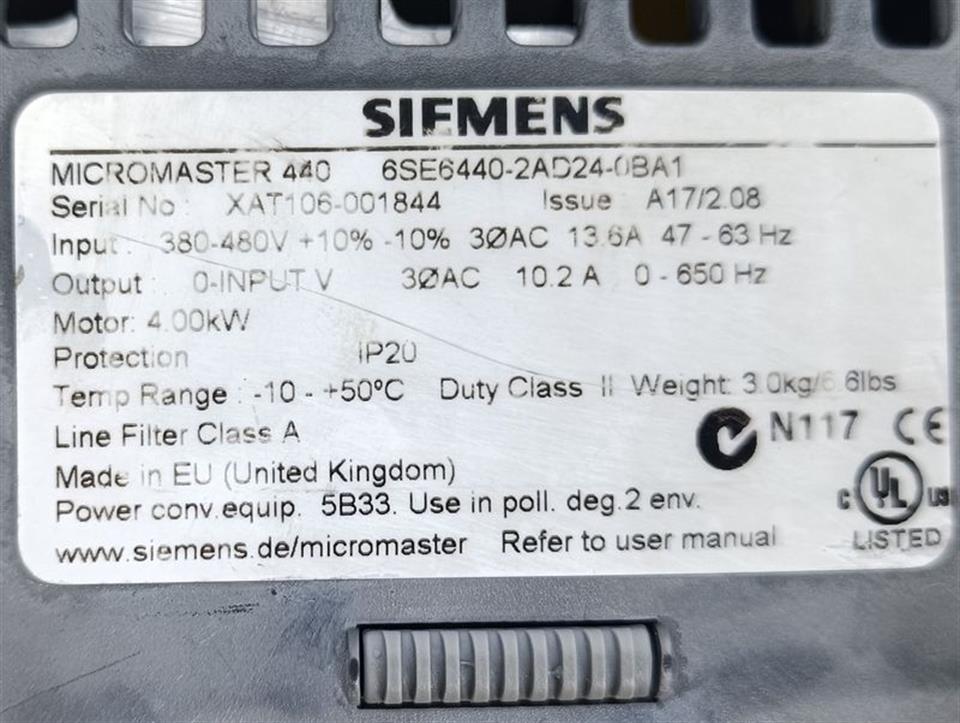 SIEMENS
MICROMASTER 440 6SE6440-2AD24-0BA1
Serial No : XAT106-001844 Issue : A17/2.08
Input : 380-480V +10% -10% 3ØAC 13.6A 47 - 63 Hz
Output : 0-INPUT V 3ØAC 10.2 A 0 - 650 Hz
Motor: 4.00kW
Protection IP20
Temp Range : -10 - +50ºC Duty Class II Weight: 3.0kg/6.6lbs
Line Filter Class A N117 CE
Made in EU (United Kingdom)
Power conv.equip. 5B33. Use in poll. deg.2 env. C UL US
www.siemens.de/micromaster Refer to user manual LISTED